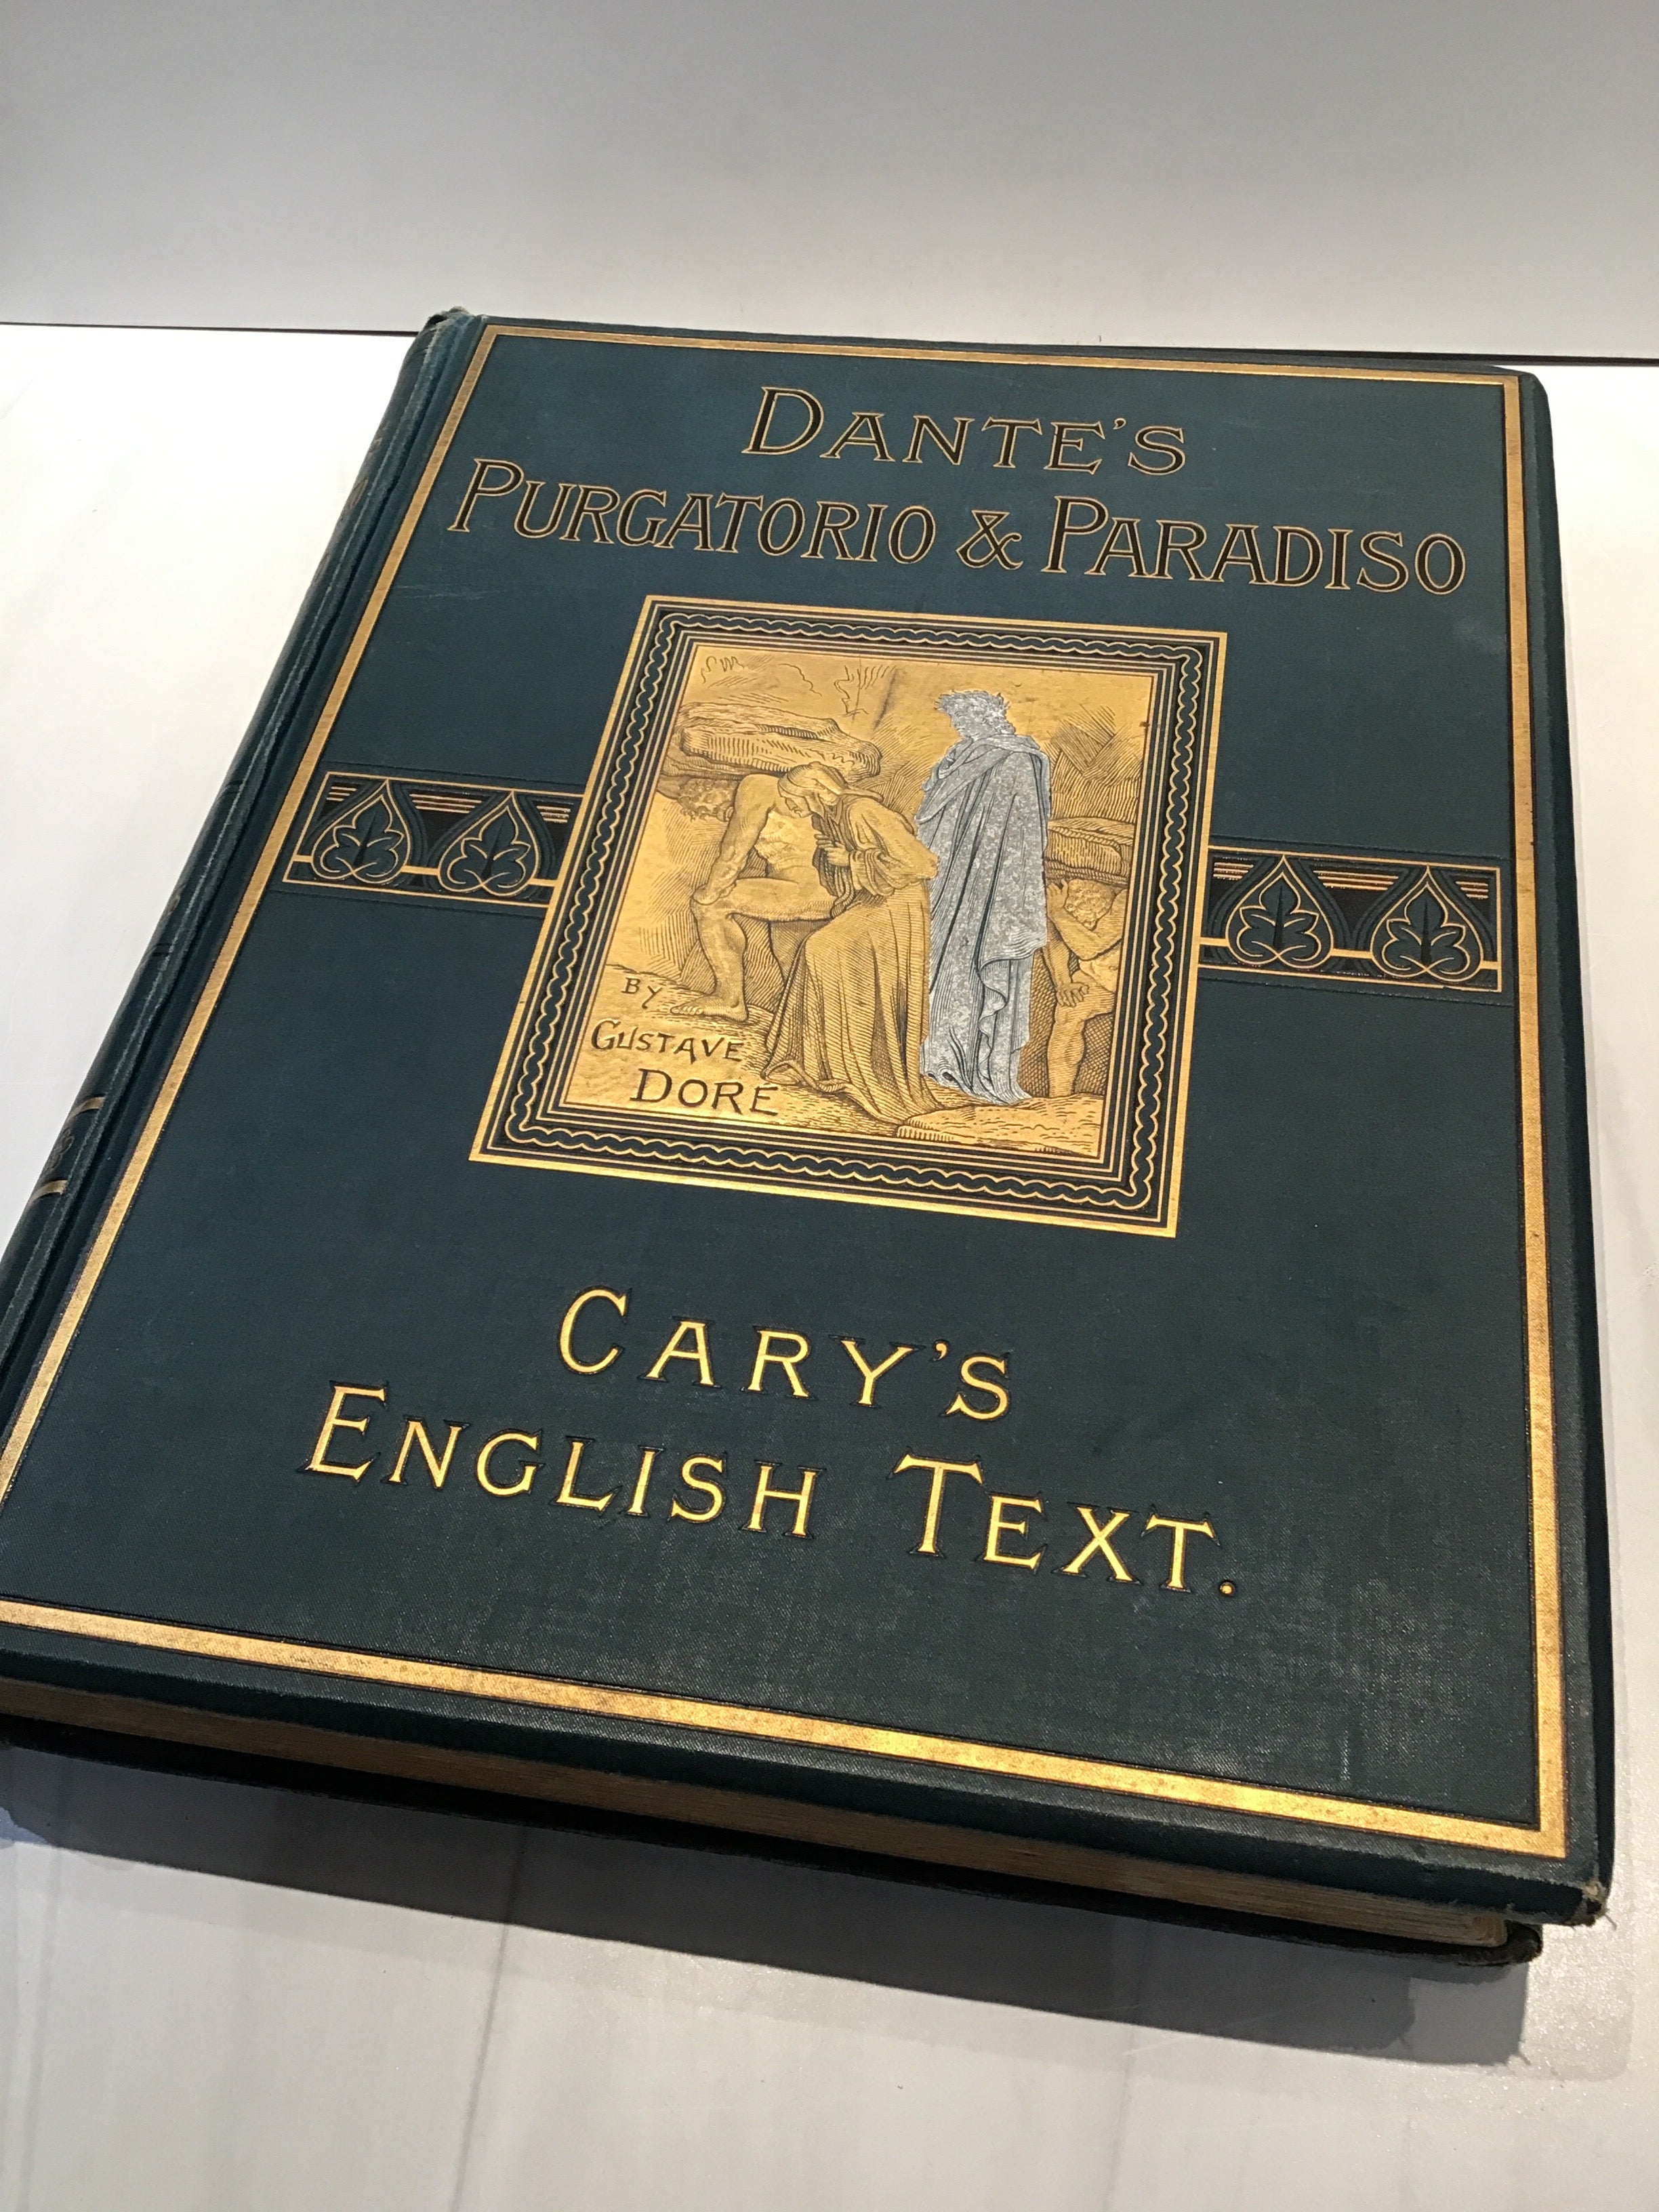 DANTE'S
PURGATORIO & PARADISO
BY
GUSTAVE
DORÉ
CARY'S
ENGLISH TEXT.